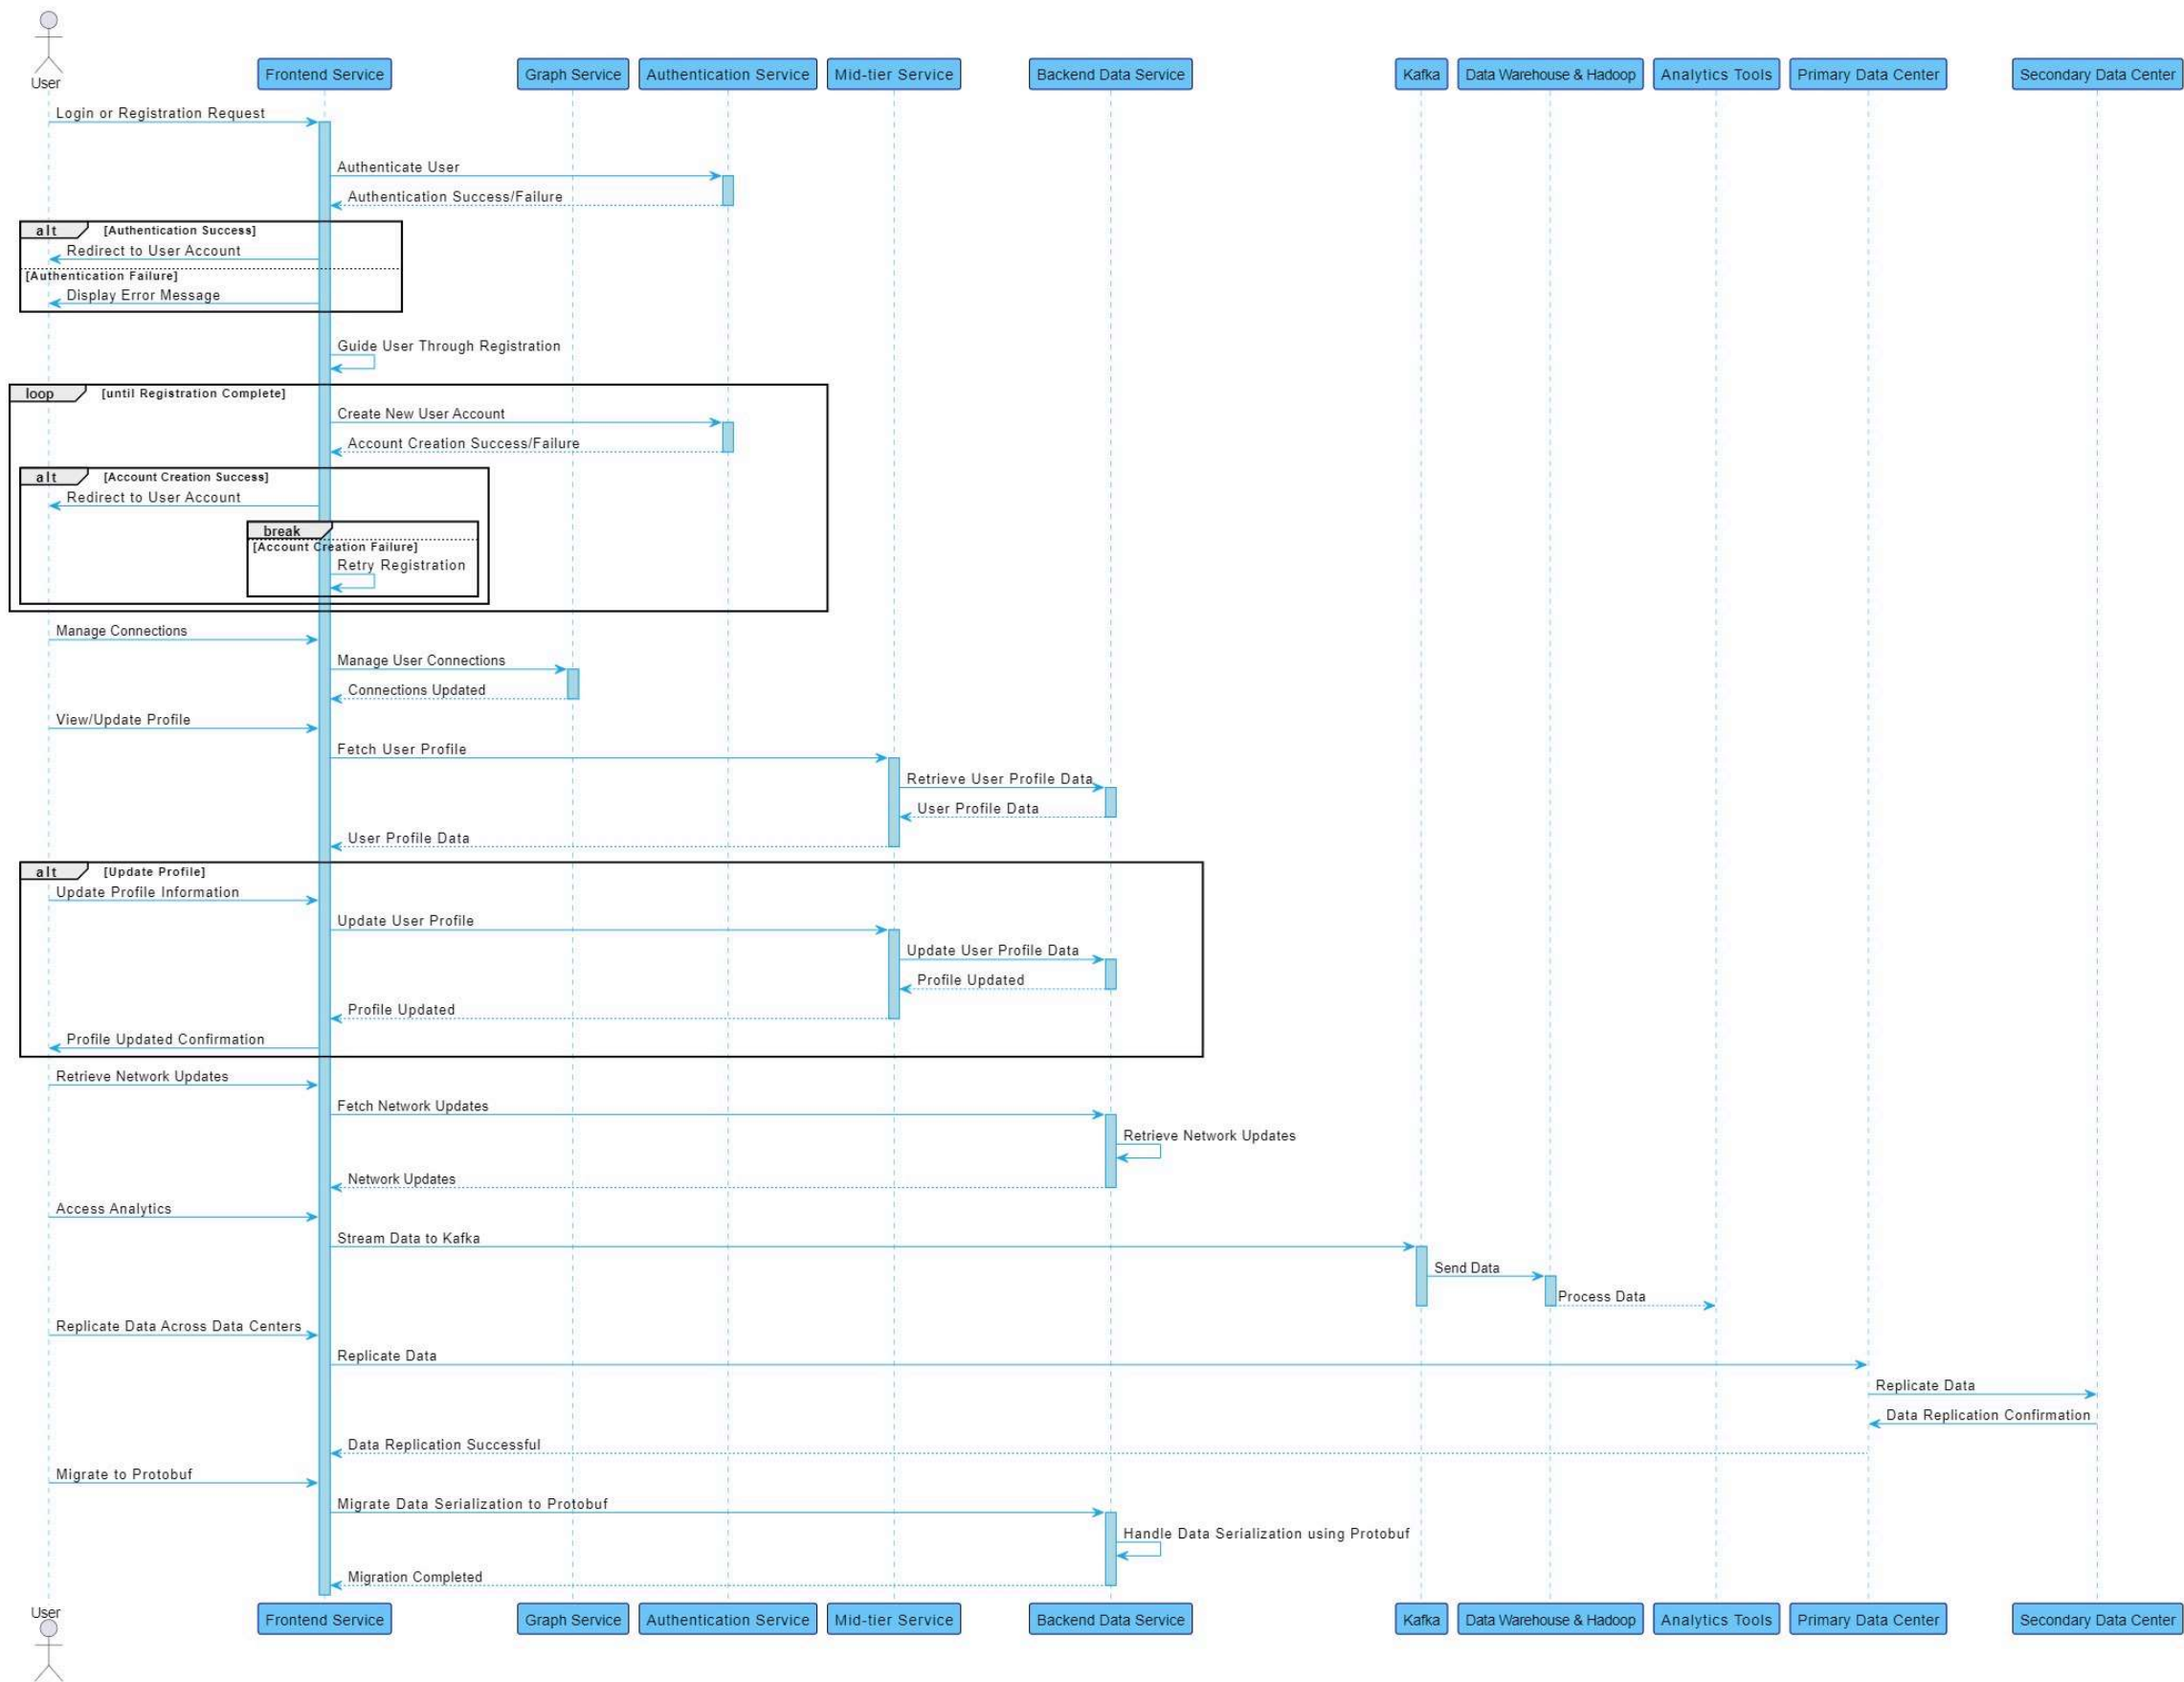 User
Frontend Service
Graph Service
Authentication Service
Mid-tier Service
Backend Data Service
Kafka
Data Warehouse & Hadoop
Analytics Tools
Primary Data Center
Secondary Data Center
Login or Registration Request
Authenticate User
Authentication Success/Failure
alt [Authentication Success]
Redirect to User Account
[Authentication Failure]
Display Error Message
Guide User Through Registration
loop [until Registration Complete]
Create New User Account
Account Creation Success/Failure
alt [Account Creation Success]
Redirect to User Account
break
[Account Creation Failure]
Retry Registration
Manage Connections
Manage User Connections
Connections Updated
View/Update Profile
Fetch User Profile
Retrieve User Profile Data
User Profile Data
User Profile Data
alt [Update Profile]
Update Profile Information
Update User Profile
Update User Profile Data
Profile Updated
Profile Updated
Profile Updated Confirmation
Retrieve Network Updates
Fetch Network Updates
Retrieve Network Updates
Network Updates
Access Analytics
Stream Data to Kafka
Send Data
Process Data
Replicate Data Across Data Centers
Replicate Data
Replicate Data
Data Replication Confirmation
Data Replication Successful
Migrate to Protobuf
Migrate Data Serialization to Protobuf
Handle Data Serialization using Protobuf
Migration Completed
User
Frontend Service
Graph Service
Authentication Service
Mid-tier Service
Backend Data Service
Kafka
Data Warehouse & Hadoop
Analytics Tools
Primary Data Center
Secondary Data Center